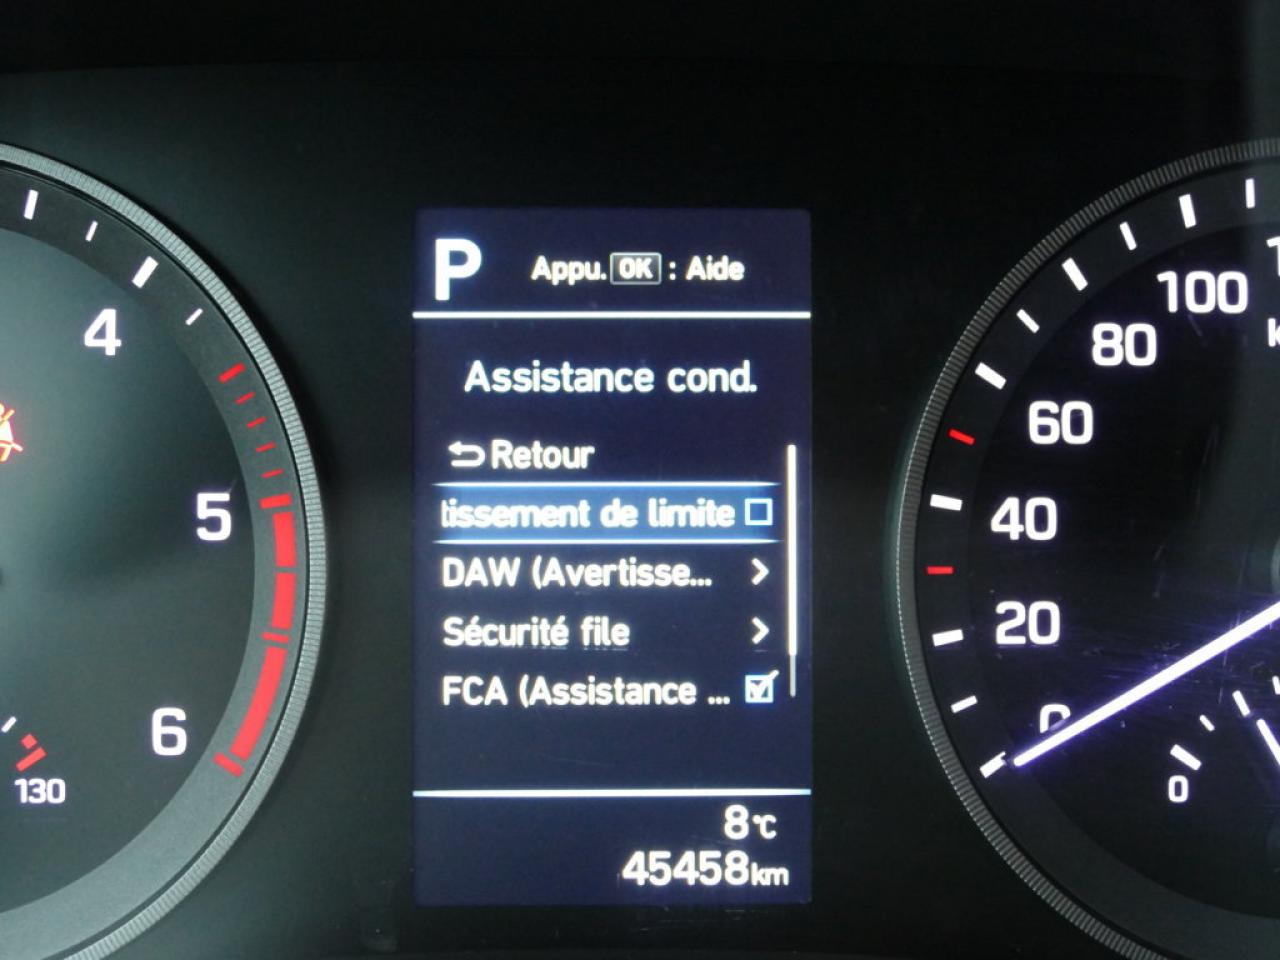 P Appu. OK : Aide
Assistance cond.
Retour
tissement de limite
DAW (Avertisse...
Sécurité file
FCA (Assistance ...
8°C
45458km
4
5
6
130
100
80
60
40
20
0
0